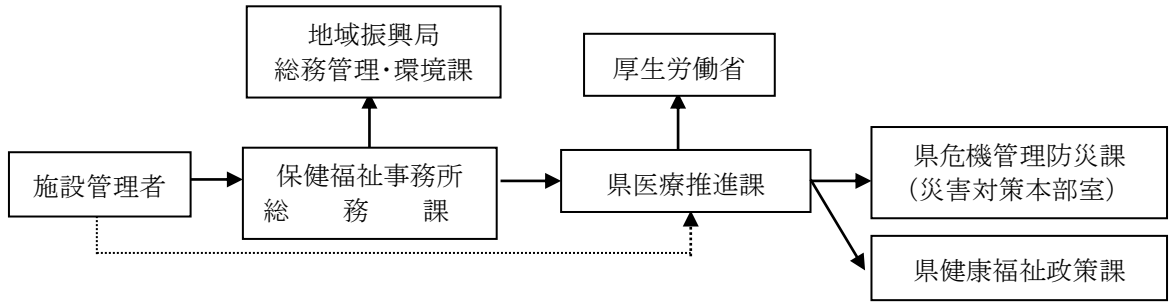 地域振興局
総務管理・環境課
厚生労働省
施設管理者
保健福祉事務所
総務課
県医療推進課
県危機管理防災課
（災害対策本部室）
県健康福祉政策課